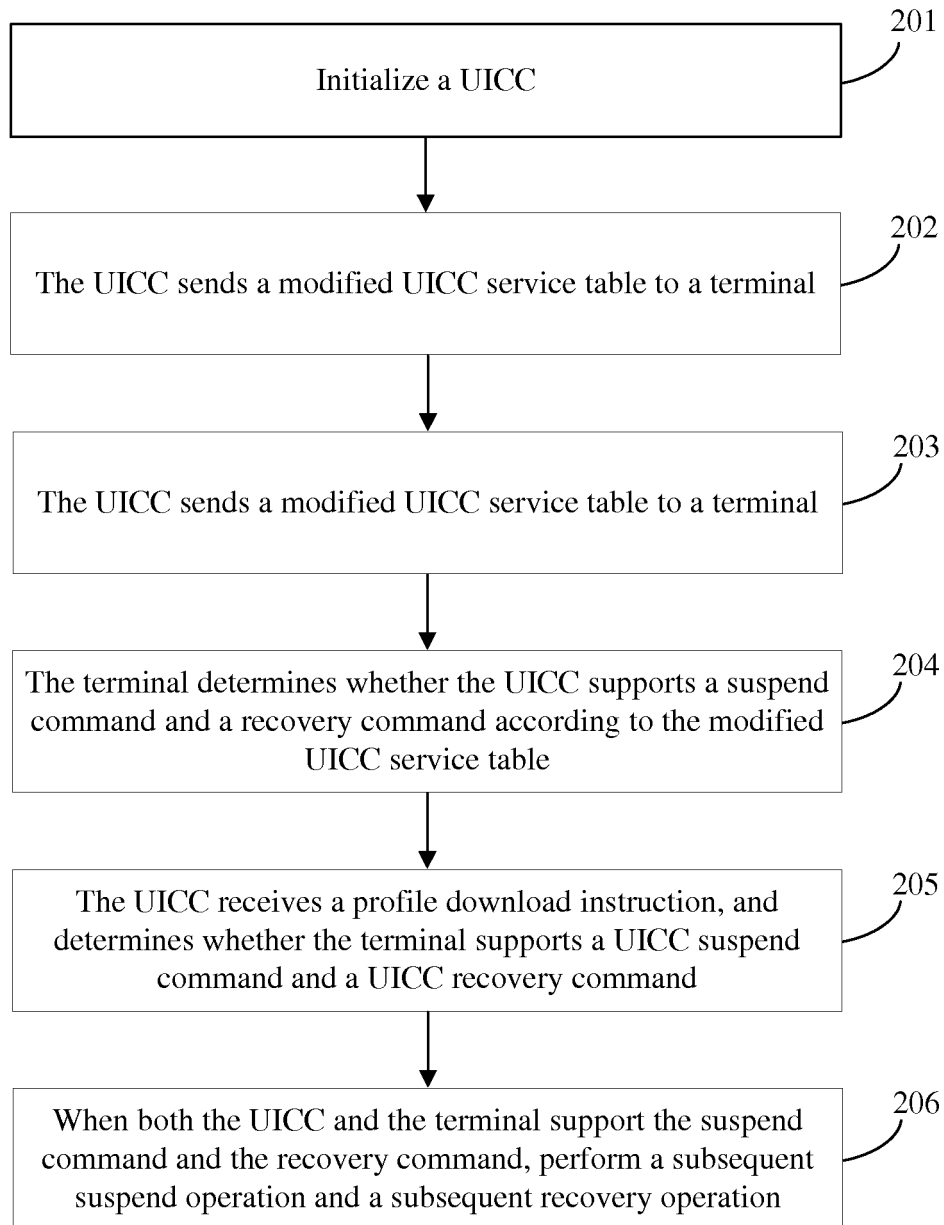 201
Initialize a UICC
202
The UICC sends a modified UICC service table to a terminal
203
The UICC sends a modified UICC service table to a terminal
204
The terminal determines whether the UICC supports a suspend
command and a recovery command according to the modified
UICC service table
205
The UICC receives a profile download instruction, and
determines whether the terminal supports a UICC suspend
command and a UICC recovery command
206
When both the UICC and the terminal support the suspend
command and the recovery command, perform a subsequent
suspend operation and a subsequent recovery operation